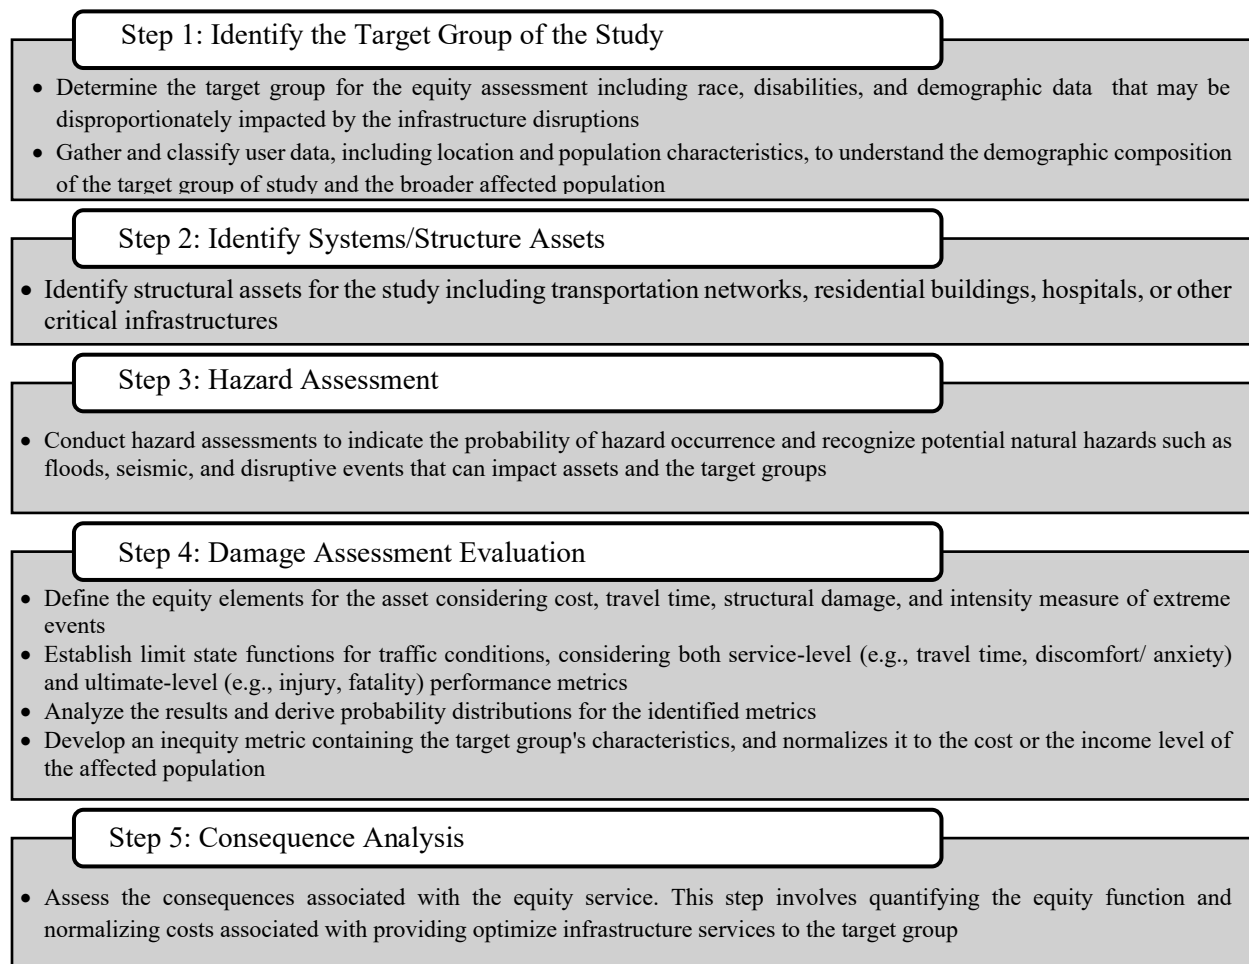 Step 1: Identify the Target Group of the Study
• Determine the target group for the equity assessment including race, disabilities, and demographic data that may be
disproportionately impacted by the infrastructure disruptions
• Gather and classify user data, including location and population characteristics, to understand the demographic composition
of the target group of study and the broader affected population
Step 2: Identify Systems/Structure Assets
• Identify structural assets for the study including transportation networks, residential buildings, hospitals, or other
critical infrastructures
Step 3: Hazard Assessment
• Conduct hazard assessments to indicate the probability of hazard occurrence and recognize potential natural hazards such as
floods, seismic, and disruptive events that can impact assets and the target groups
Step 4: Damage Assessment Evaluation
• Define the equity elements for the asset considering cost, travel time, structural damage, and intensity measure of extreme
events
• Establish limit state functions for traffic conditions, considering both service-level (e.g., travel time, discomfort/ anxiety)
and ultimate-level (e.g., injury, fatality) performance metrics
• Analyze the results and derive probability distributions for the identified metrics
• Develop an inequity metric containing the target group's characteristics, and normalizes it to the cost or the income level of
the affected population
Step 5: Consequence Analysis
• Assess the consequences associated with the equity service. This step involves quantifying the equity function and
normalizing costs associated with providing optimize infrastructure services to the target group